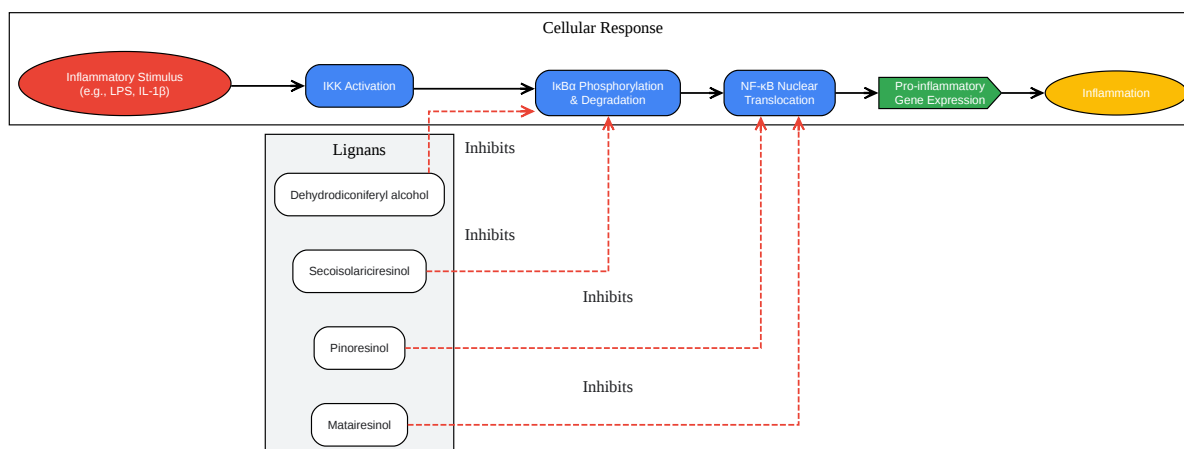 Cellular Response
Inflammatory Stimulus
(e.g., LPS, IL-1β)
IKK Activation
IκBα Phosphorylation
& Degradation
NF-κB Nuclear
Translocation
Pro-inflammatory
Gene Expression
Inflammation
Lignans
Inhibits
Dehydrodiconiferyl alcohol
Inhibits
Secoisolariciresinol
Inhibits
Pinoresinol
Inhibits
Matairesinol